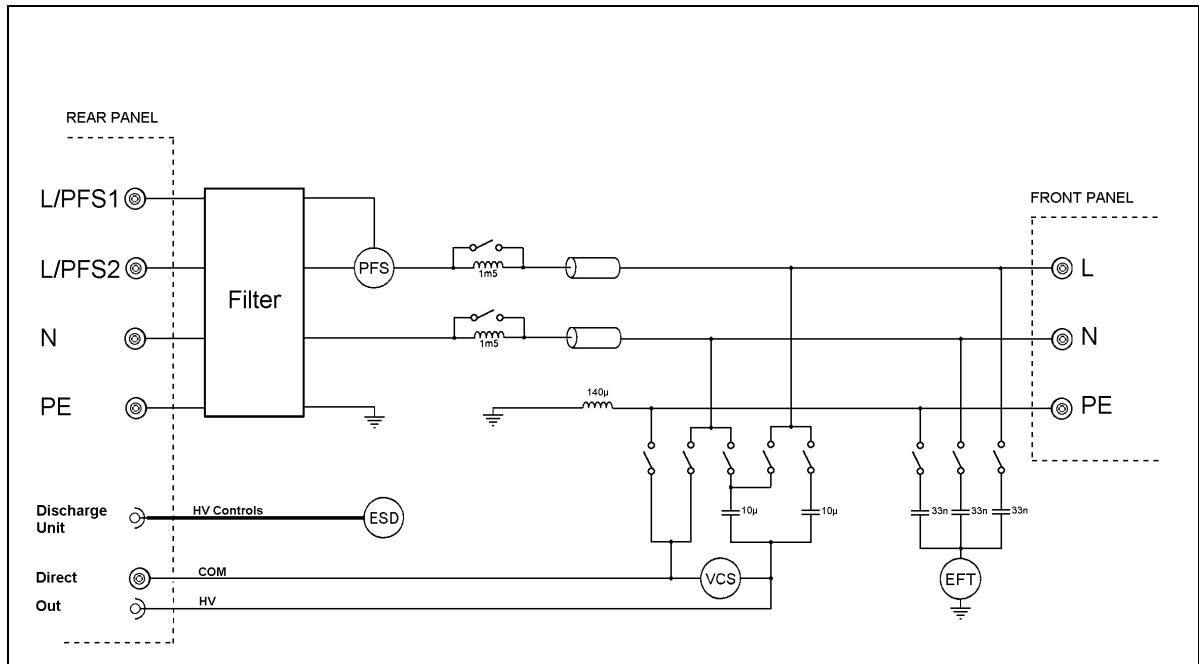 REAR PANEL
FRONT PANEL
L/PFS1
L/PFS2
N
PE
Filter
PFS
1m5
1m5
L
N
PE
140µ
Discharge
Unit
HV Controls
ESD
10µ
10µ
33n
33n
33n
Direct
COM
VCS
EFT
Out
HV